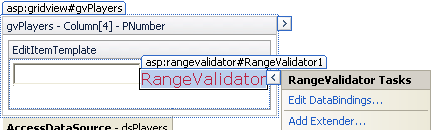 asp:gridview#gvPlayers
gvPlayers - Column[4] - PNumber
EditItemTemplate
asp:rangevalidator#RangeValidator1
RangeValidator
RangeValidator Tasks
Edit DataBindings...
Add Extender...
AccessDataSource - dsPlayers